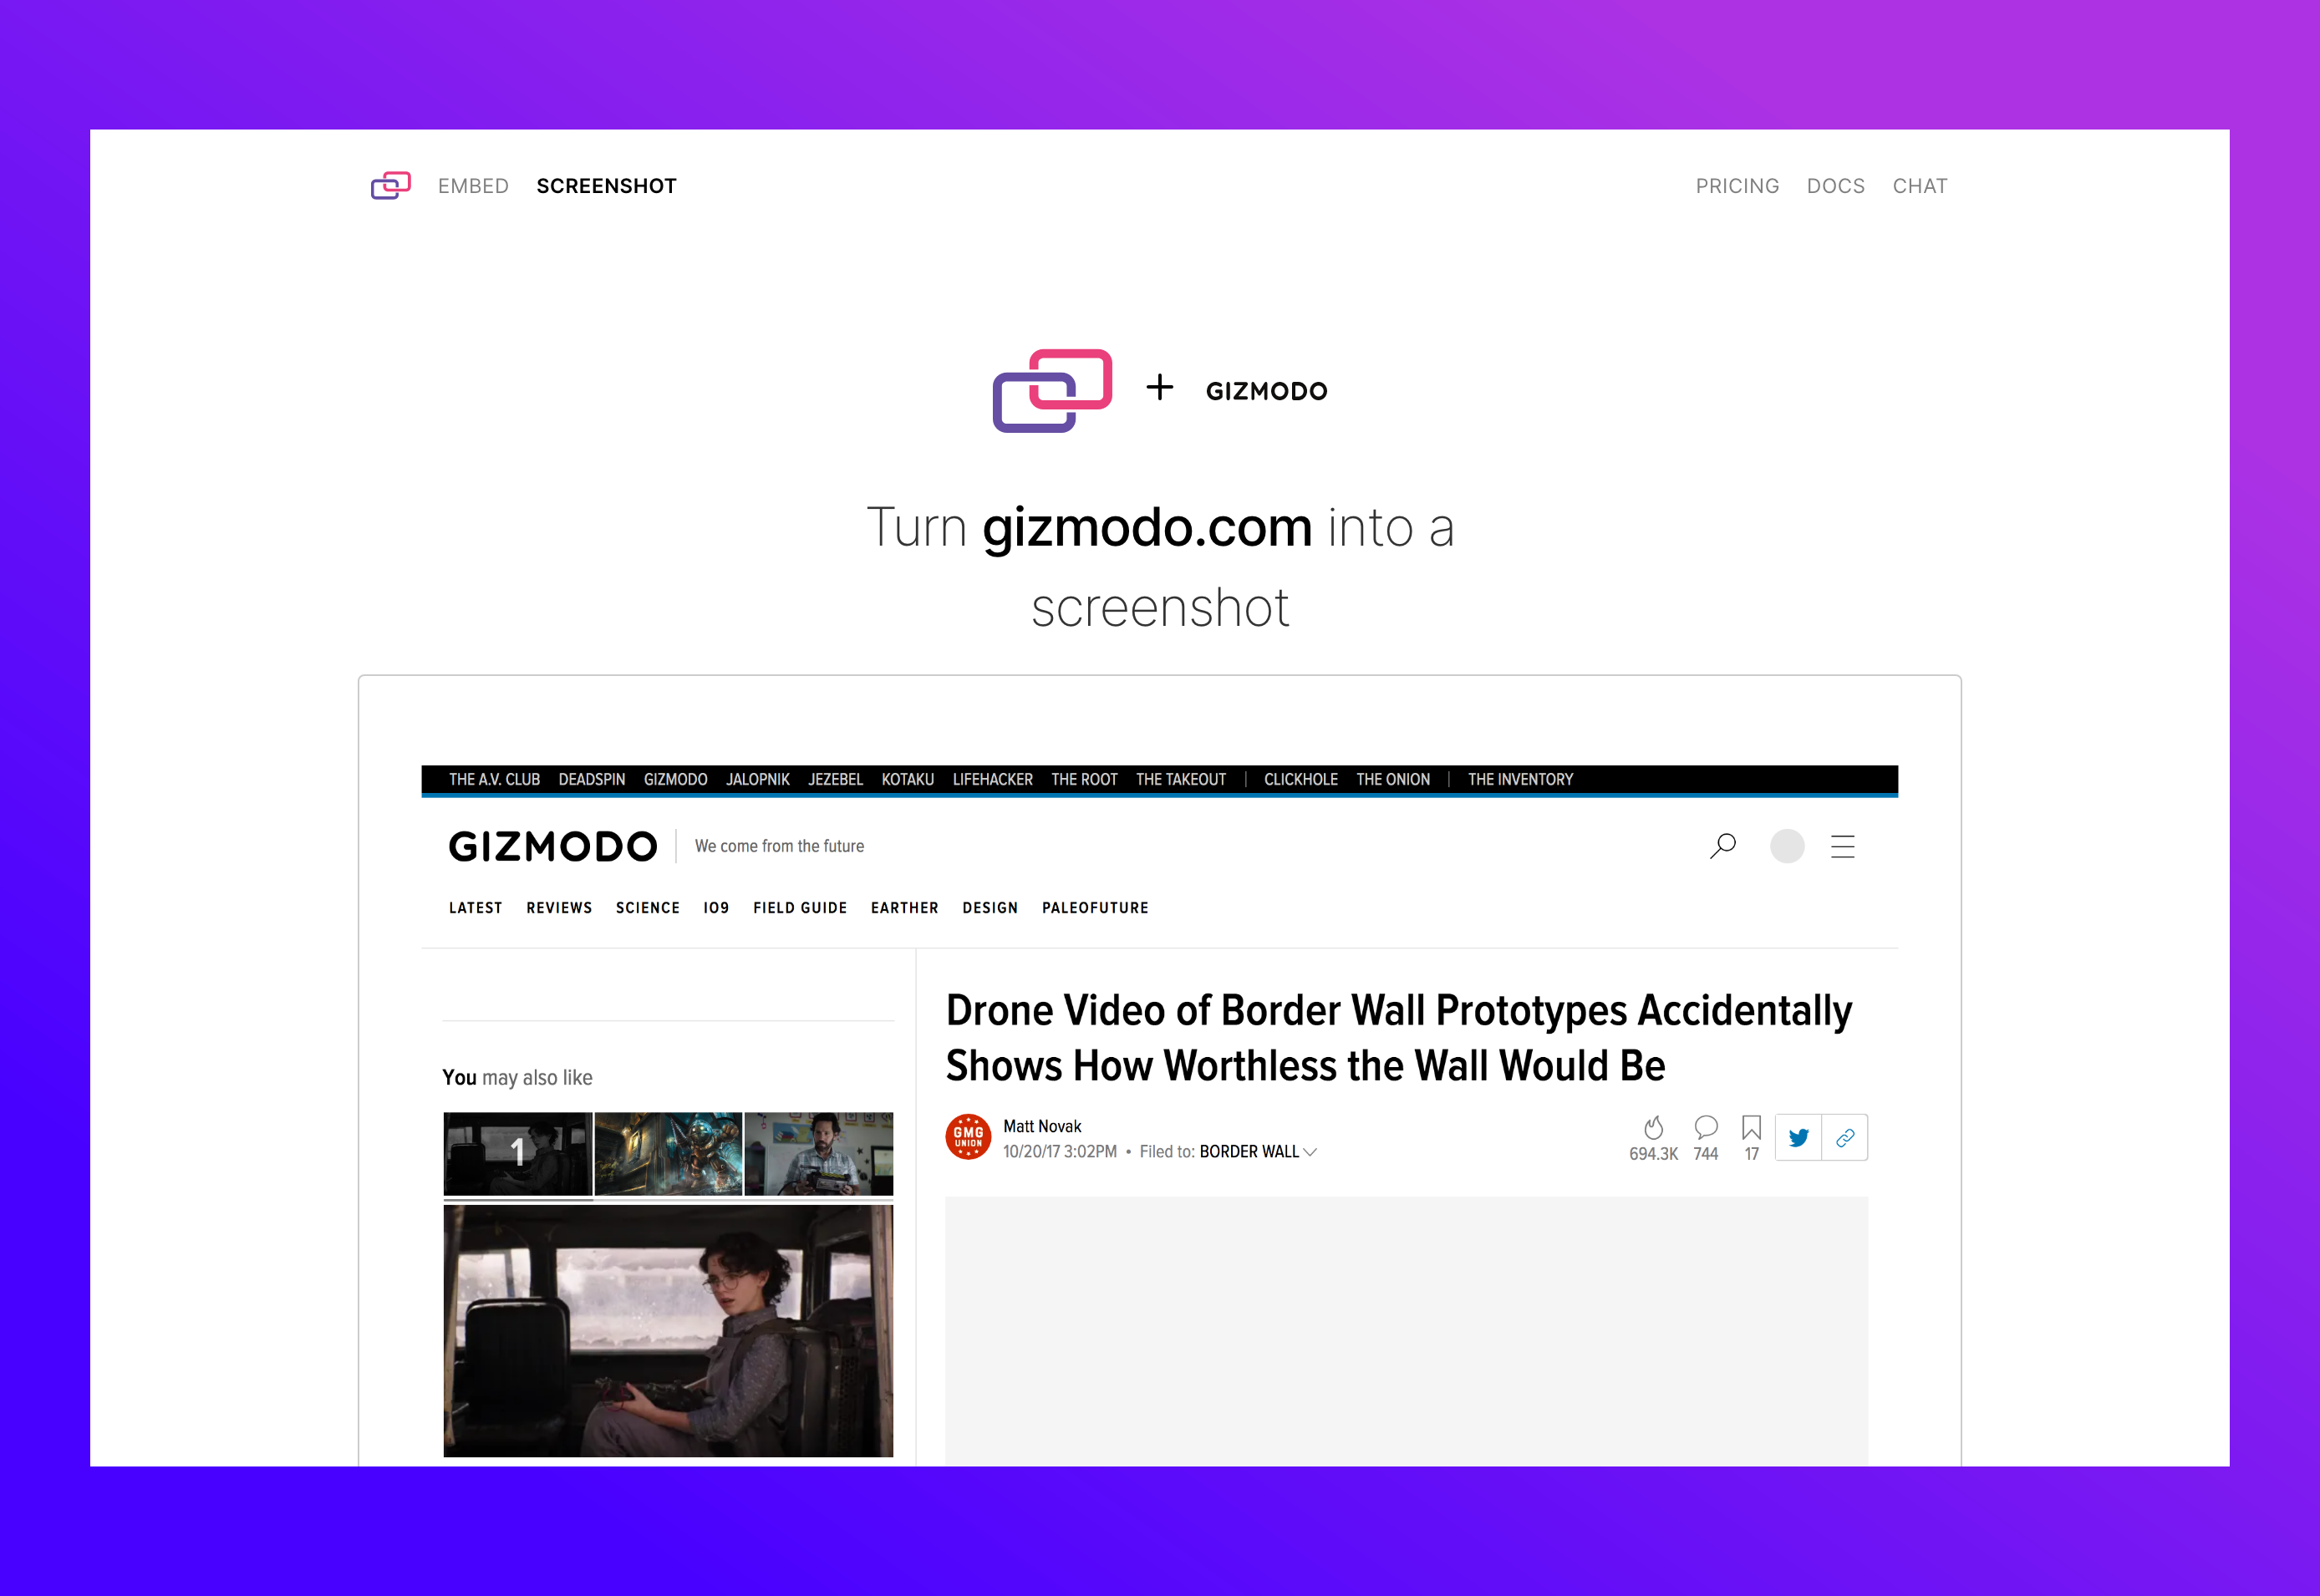 EMBED SCREENSHOT PRICING DOCS CHAT
+ GIZMODO
Turn gizmodo.com into a
screenshot
THE A.V. CLUB DEADSPIN GIZMODO JALOPNIK JEZEBEL KOTAKU LIFEHACKER THE ROOT THE TAKEOUT | CLICKHOLE THE ONION | THE INVENTORY
GIZMODO | We come from the future
LATEST REVIEWS SCIENCE IO9 FIELD GUIDE EARTHER DESIGN PALEOFUTURE
You may also like
1
Drone Video of Border Wall Prototypes Accidentally
Shows How Worthless the Wall Would Be
GMG
UNION
Matt Novak
10/20/17 3:02PM • Filed to: BORDER WALL
694.3K 744 17